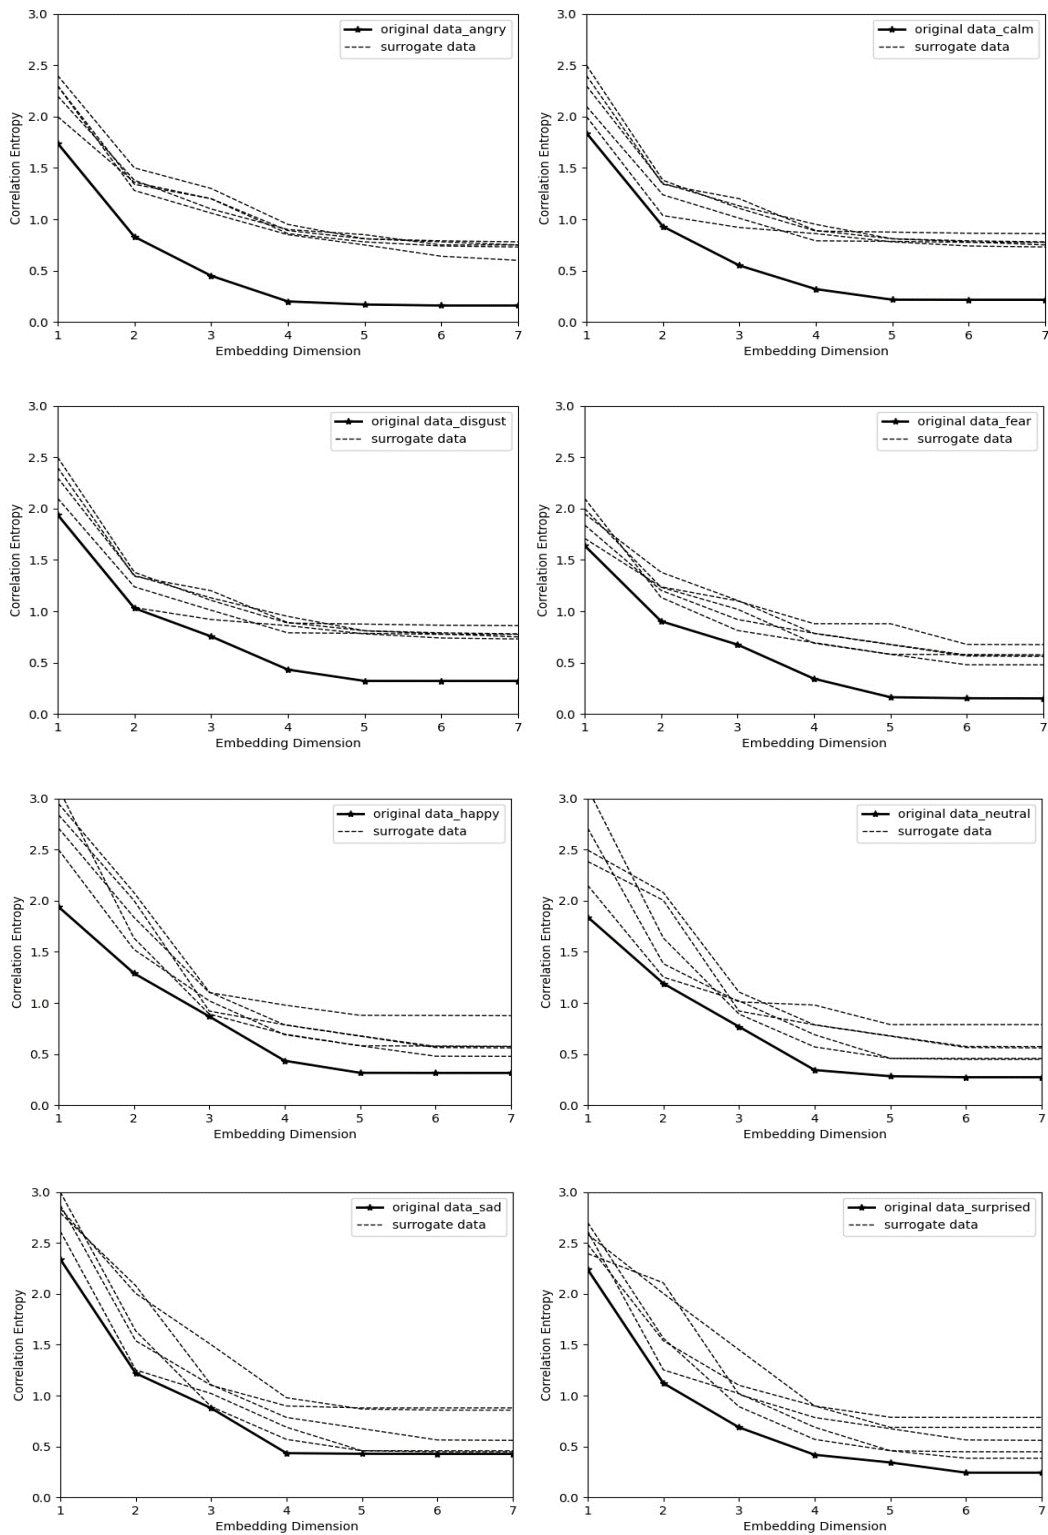 3.0
2.5
2.0
1.5
1.0
0.5
0.0
Correlation Entropy
original data_angry
surrogate data
1 2 3 4 5 6 7
Embedding Dimension
3.0
2.5
2.0
1.5
1.0
0.5
0.0
Correlation Entropy
original data_calm
surrogate data
1 2 3 4 5 6 7
Embedding Dimension
3.0
2.5
2.0
1.5
1.0
0.5
0.0
Correlation Entropy
original data_disgust
surrogate data
1 2 3 4 5 6 7
Embedding Dimension
3.0
2.5
2.0
1.5
1.0
0.5
0.0
Correlation Entropy
original data_fear
surrogate data
1 2 3 4 5 6 7
Embedding Dimension
3.0
2.5
2.0
1.5
1.0
0.5
0.0
Correlation Entropy
original data_happy
surrogate data
1 2 3 4 5 6 7
Embedding Dimension
3.0
2.5
2.0
1.5
1.0
0.5
0.0
Correlation Entropy
original data_neutral
surrogate data
1 2 3 4 5 6 7
Embedding Dimension
3.0
2.5
2.0
1.5
1.0
0.5
0.0
Correlation Entropy
original data_sad
surrogate data
1 2 3 4 5 6 7
Embedding Dimension
3.0
2.5
2.0
1.5
1.0
0.5
0.0
Correlation Entropy
original data_surprised
surrogate data
1 2 3 4 5 6 7
Embedding Dimension